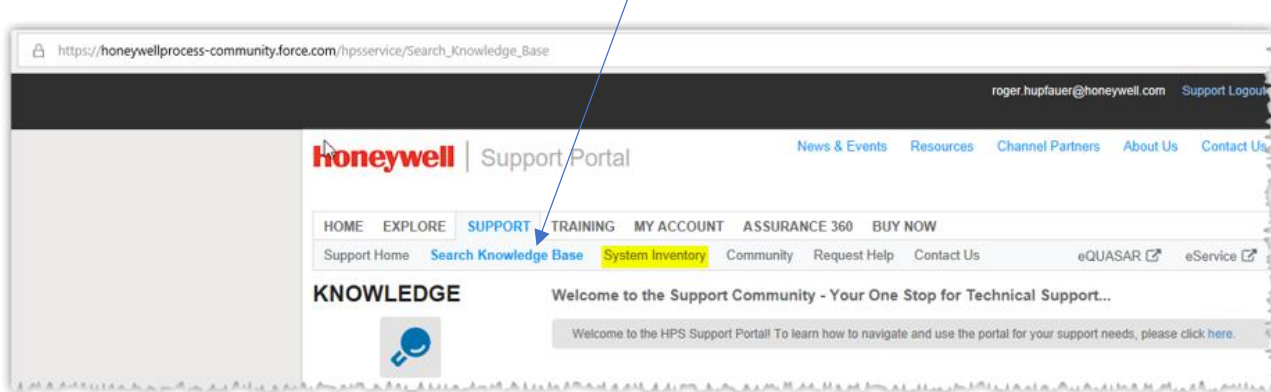 https://honeywellprocess-community.force.com/hpsservice/Search_Knowledge_Base
roger.hupfauer@honeywell.com Support Logout
Honeywell | Support Portal
News & Events Resources Channel Partners About Us Contact Us
HOME EXPLORE SUPPORT TRAINING MY ACCOUNT ASSURANCE 360 BUY NOW
Support Home Search Knowledge Base System Inventory Community Request Help Contact Us eQUASAR eService
KNOWLEDGE
Welcome to the Support Community - Your One Stop for Technical Support...
Welcome to the HPS Support Portal! To learn how to navigate and use the portal for your support needs, please click here.